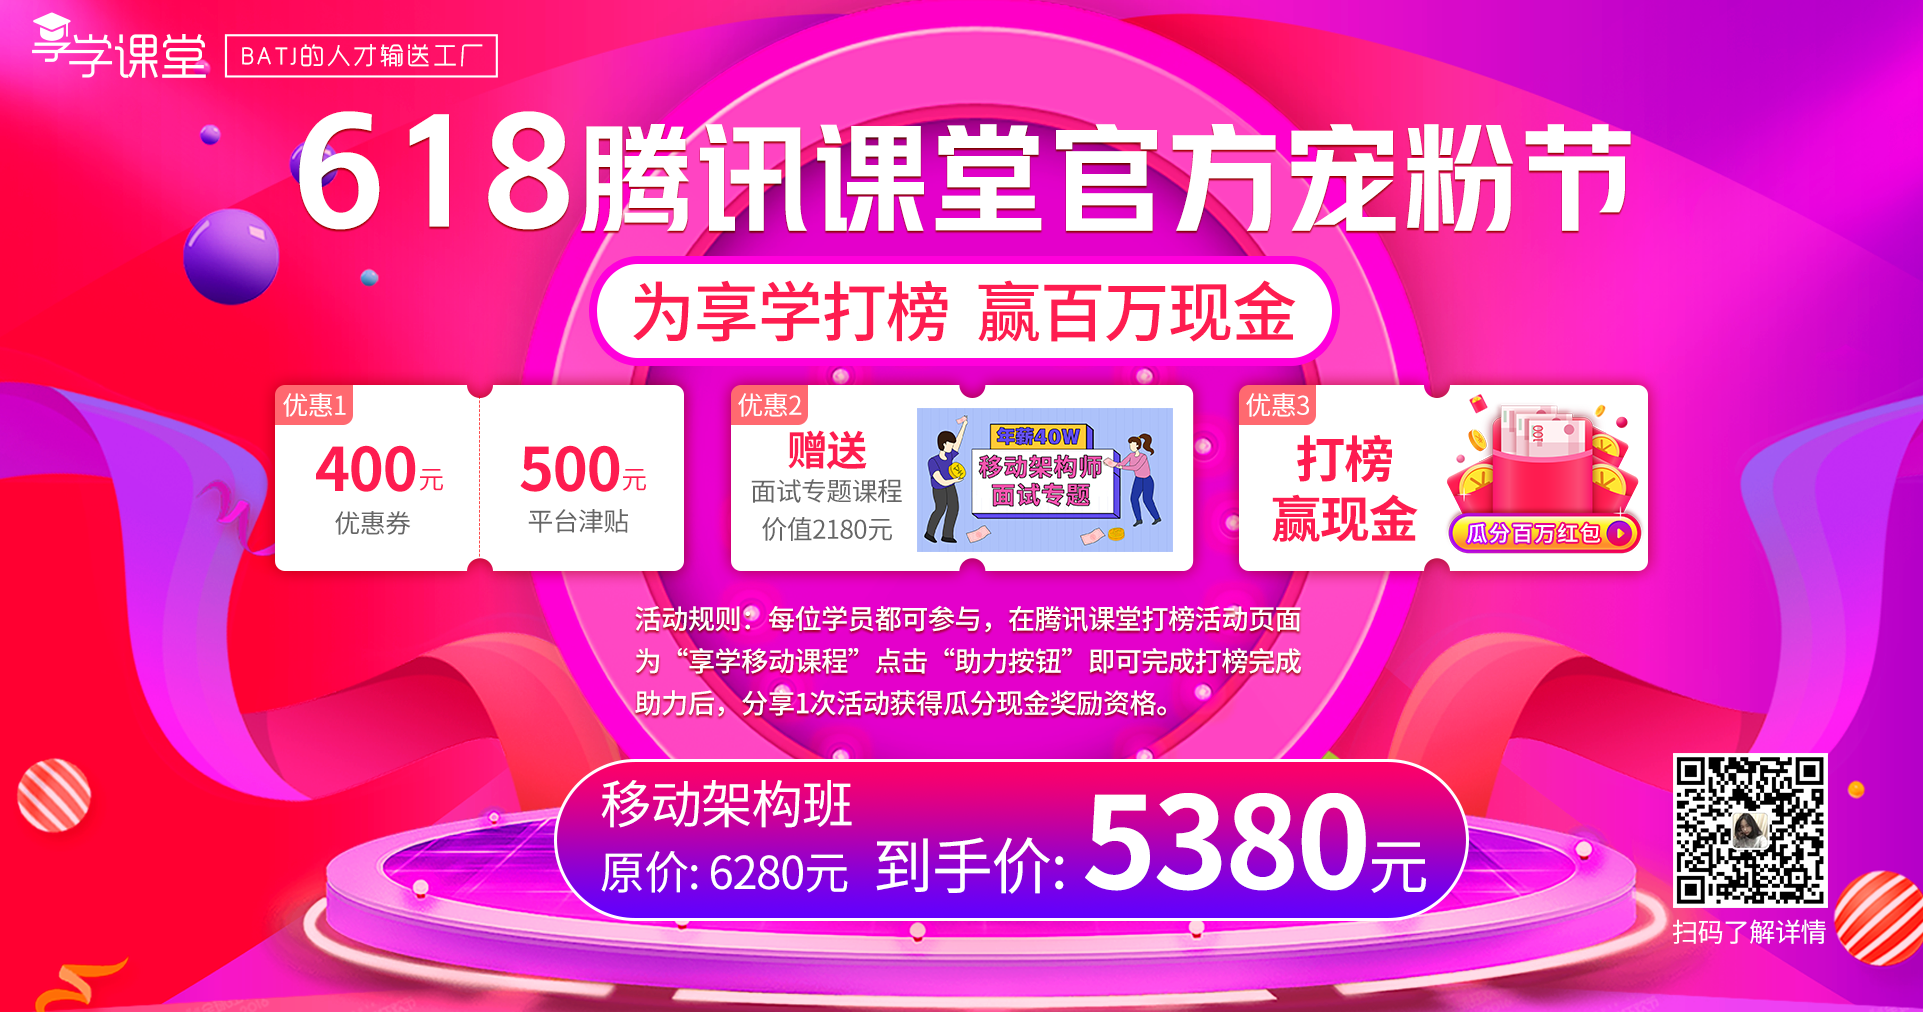 享学课堂
BATJ的人才输送工厂
618腾讯课堂官方宠粉节
为享学打榜 赢百万现金
优惠1
400元
优惠券
500元
平台津贴
优惠2
赠送
面试专题课程
价值2180元
年薪40W
移动架构师
面试专题
优惠3
打榜
赢现金
100
瓜分百万红包
活动规则：每位学员都可参与，在腾讯课堂打榜活动页面
为“享学移动课程”点击“助力按钮”即可完成打榜完成
助力后，分享1次活动获得瓜分现金奖励资格。
移动架构班
原价: 6280元
到手价: 5380元
扫码了解详情